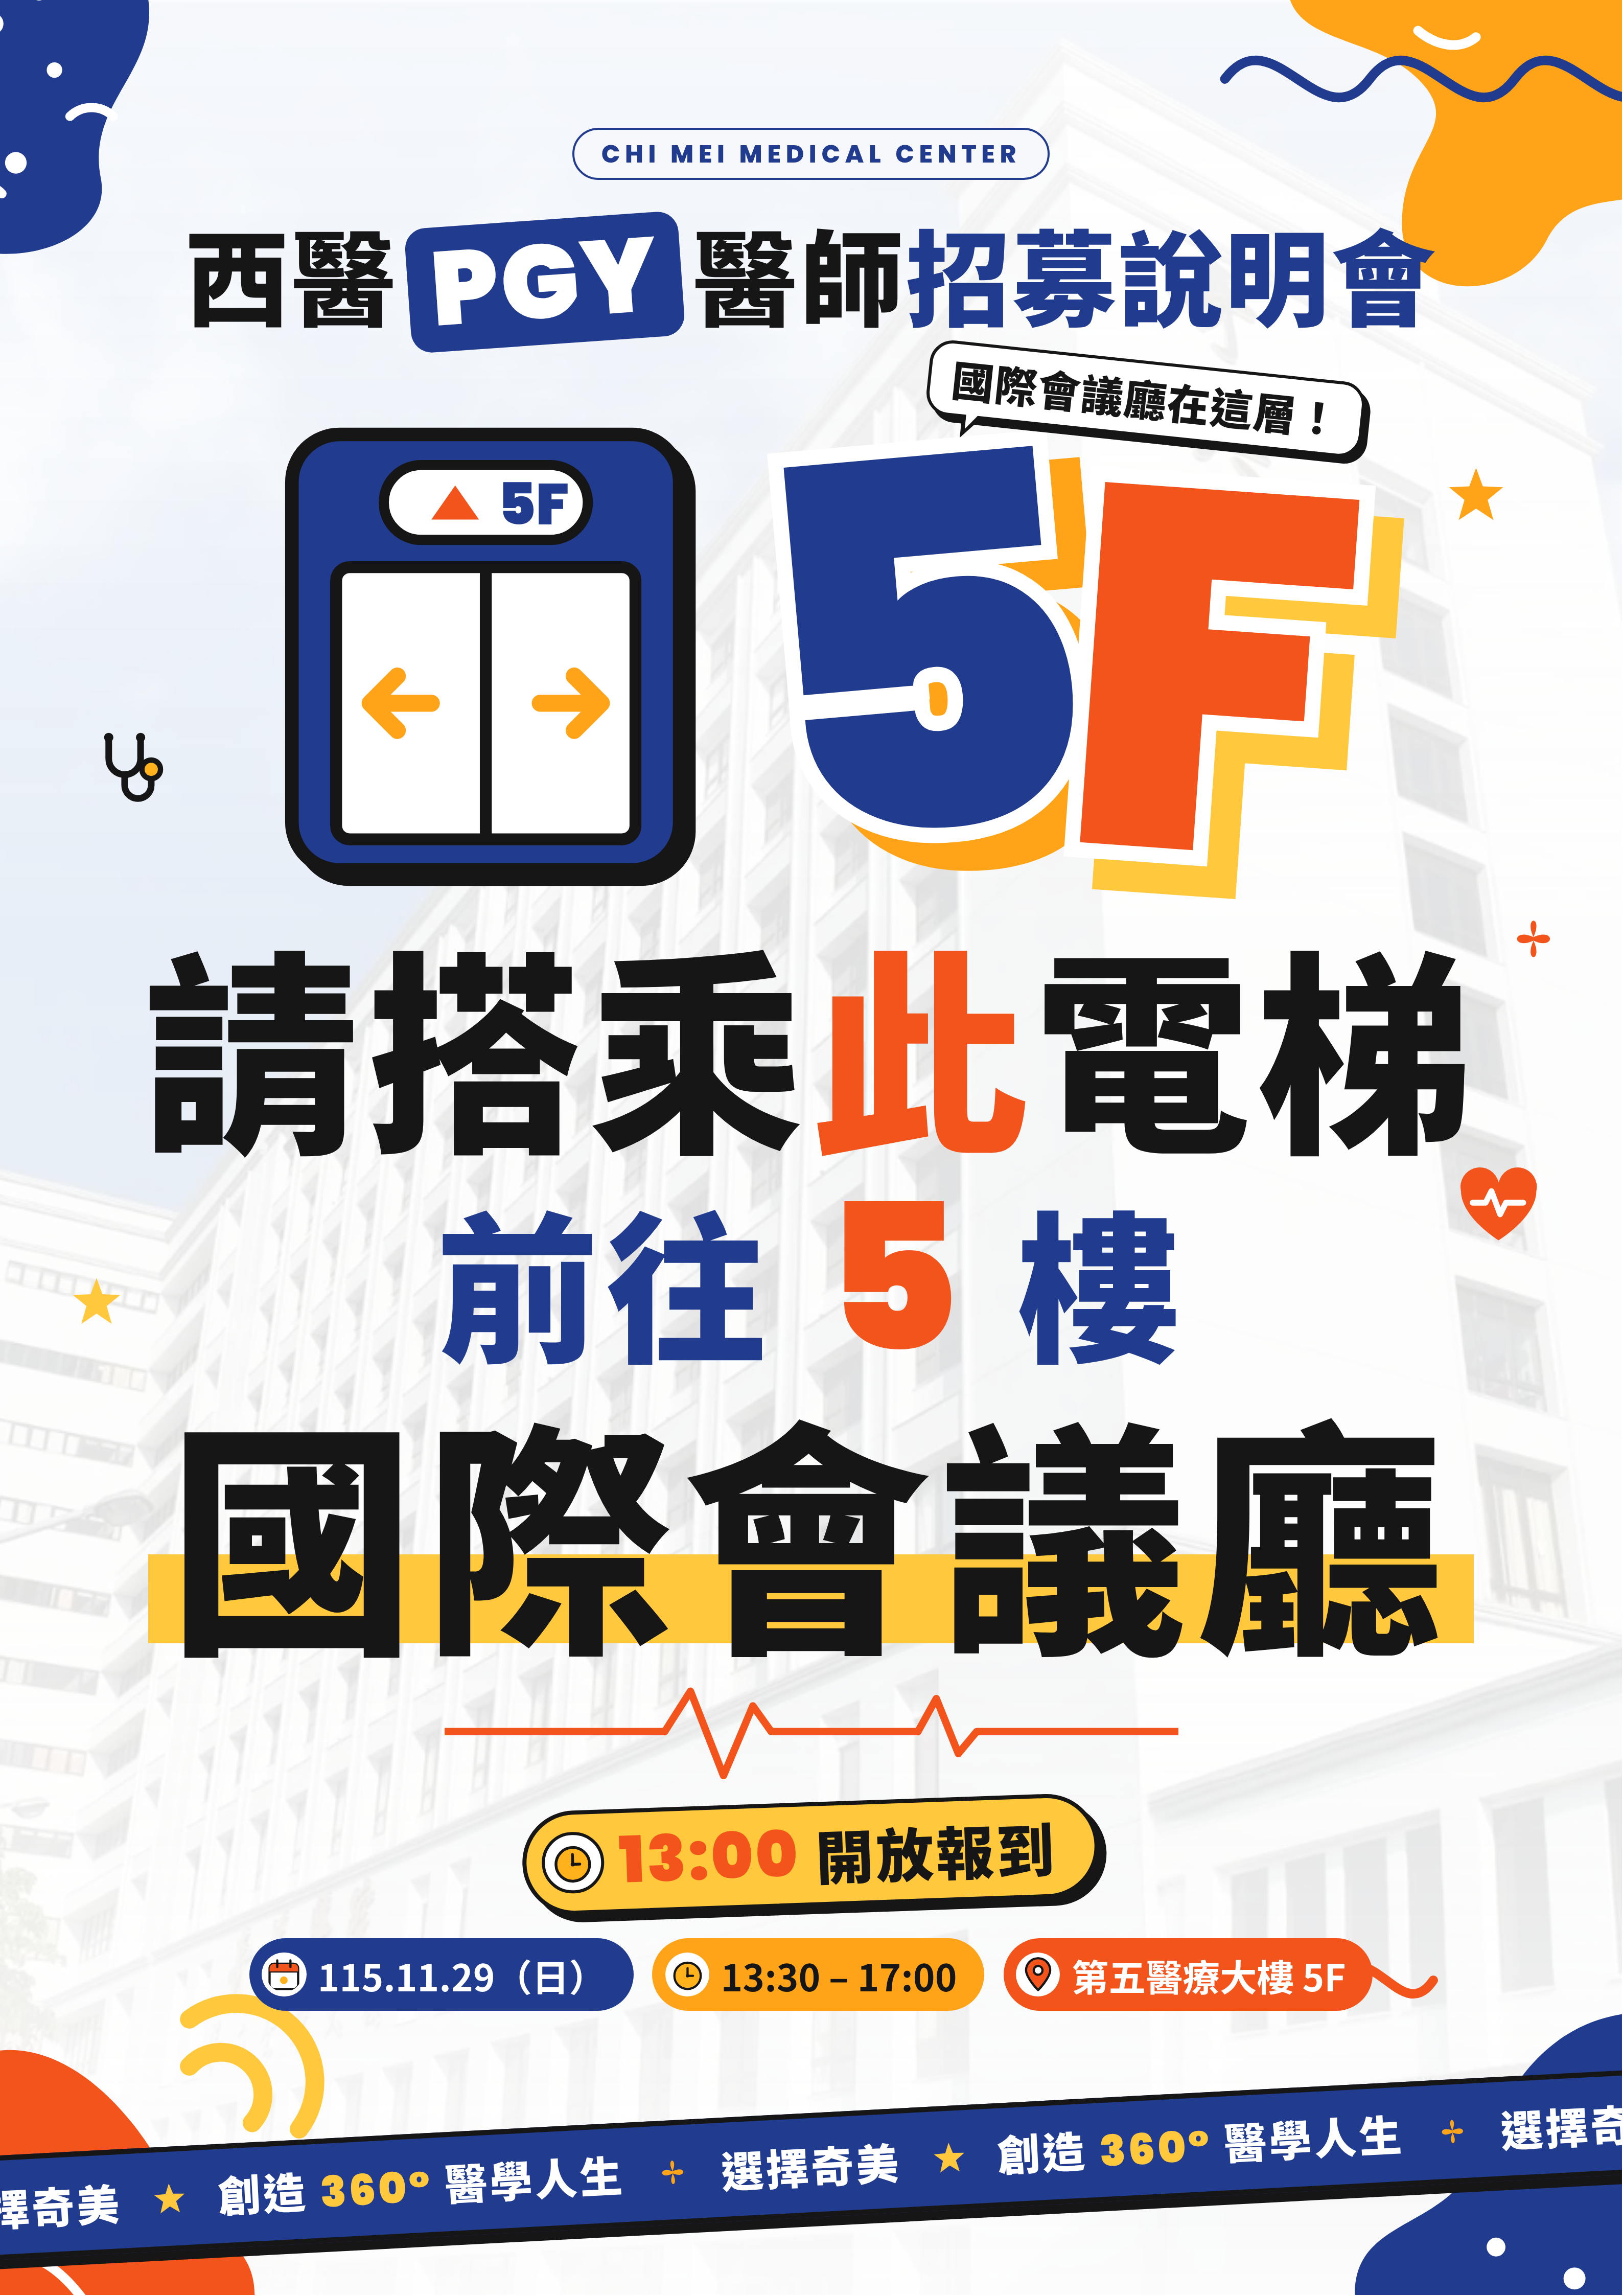 CHI MEI MEDICAL CENTER
西醫 PGY 醫師招募說明會
國際會議廳在這層！
5F
5F
請搭乘此電梯
前往 5 樓
國際會議廳
13:00 開放報到
115.11.29（日）
13:30 – 17:00
第五醫療大樓 5F
擇奇美 創造 360° 醫學人生 選擇奇美 創造 360° 醫學人生 選擇奇